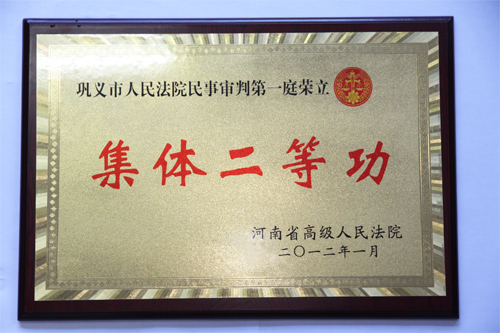 巩义市人民法院民事审判第一庭荣立
集体二等功
河南省高级人民法院
二〇一二年一月